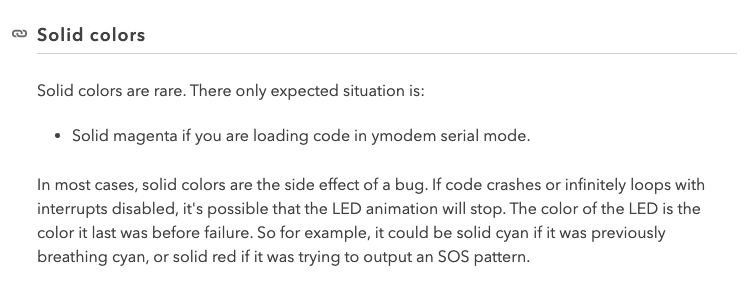 Solid colors
Solid colors are rare. There only expected situation is:
• Solid magenta if you are loading code in ymodem serial mode.
In most cases, solid colors are the side effect of a bug. If code crashes or infinitely loops with
interrupts disabled, it's possible that the LED animation will stop. The color of the LED is the
color it last was before failure. So for example, it could be solid cyan if it was previously
breathing cyan, or solid red if it was trying to output an SOS pattern.